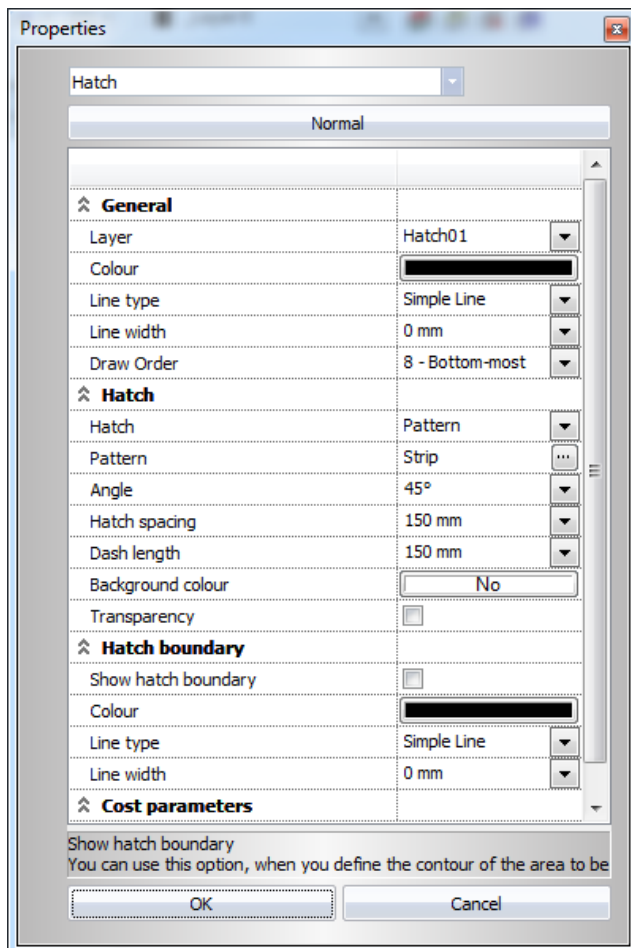 Properties
Hatch
Normal
General
Layer Hatch01
Colour
Line type Simple Line
Line width 0 mm
Draw Order 8 - Bottom-most
Hatch
Hatch Pattern
Pattern Strip ...
Angle 45°
Hatch spacing 150 mm
Dash length 150 mm
Background colour No
Transparency
Hatch boundary
Show hatch boundary
Colour
Line type Simple Line
Line width 0 mm
Cost parameters
Show hatch boundary
You can use this option, when you define the contour of the area to be
OK Cancel